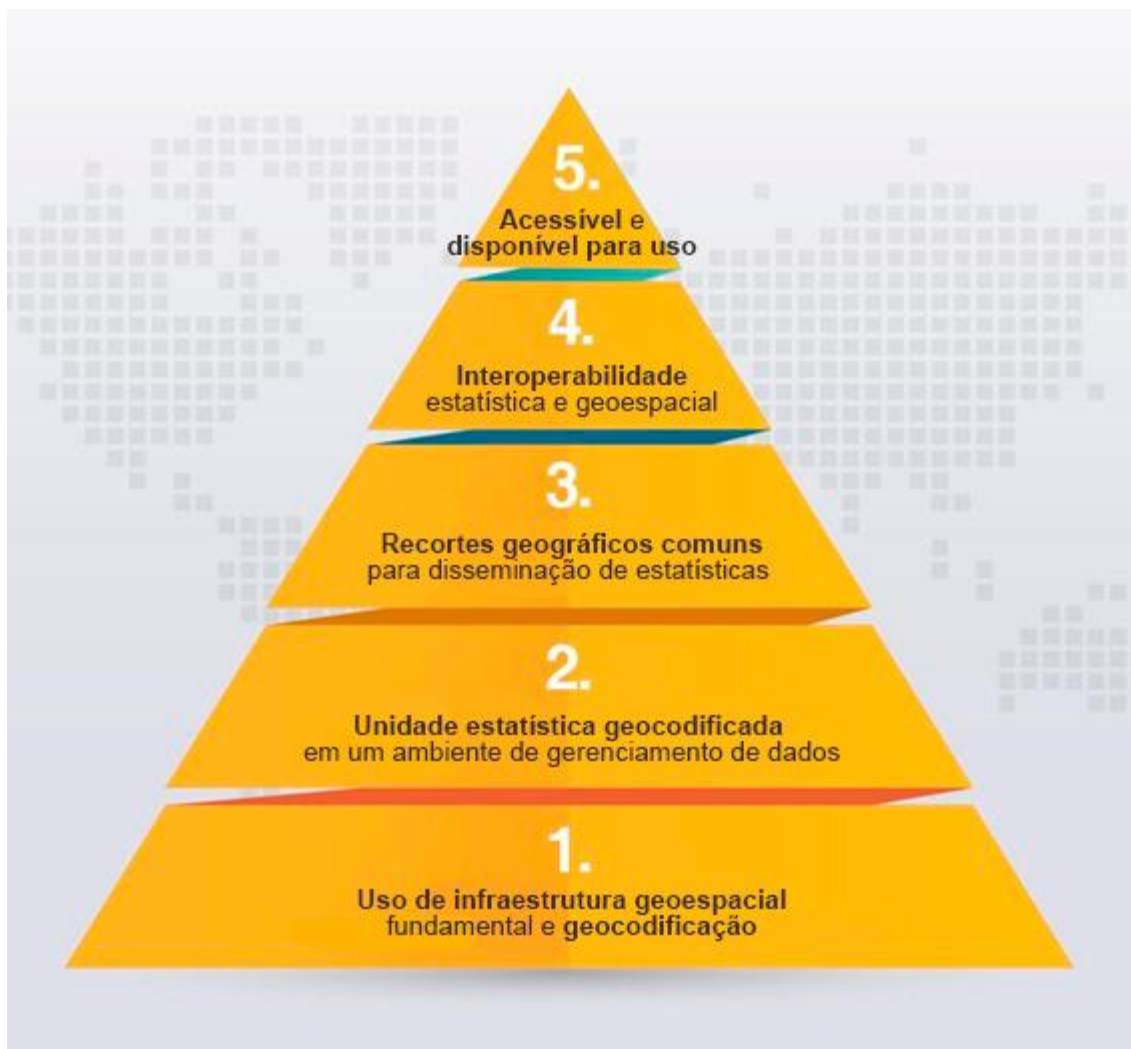 5.
Acessível e
disponível para uso
4.
Interoperabilidade
estatística e geoespacial
3.
Recortes geográficos comuns
para disseminação de estatísticas
2.
Unidade estatística geocodificada
em um ambiente de gerenciamento de dados
1.
Uso de infraestrutura geoespacial
fundamental e geocodificação